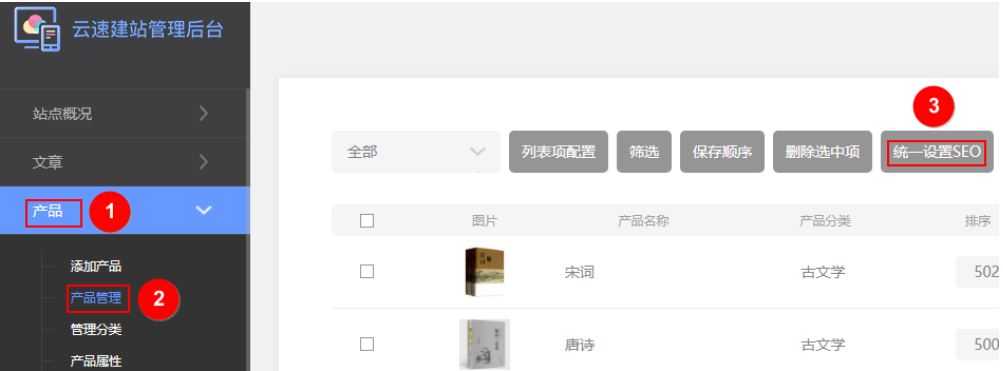 云速建站管理后台
站点概况
文章
产品
1
添加产品
产品管理
2
管理分类
产品属性
3
全部
列表项配置
筛选
保存顺序
删除选中项
统一设置SEO
图片
产品名称
产品分类
排序
宋词
古文学
502
唐诗
古文学
500